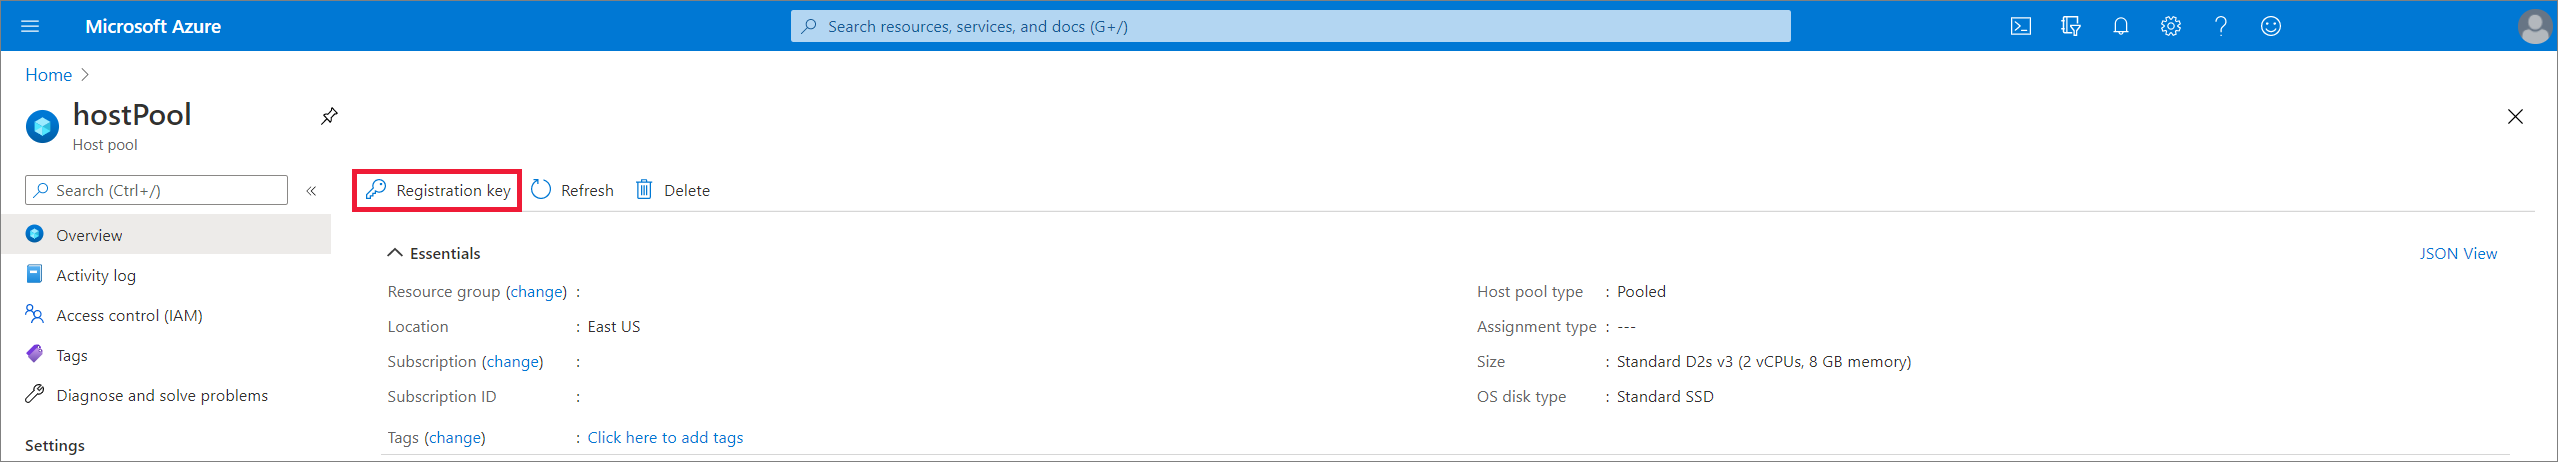 Microsoft Azure
Search resources, services, and docs (G+/)
Home
hostPool
Host pool
Search (Ctrl+/)
«
Registration key
Refresh
Delete
Overview
Activity log
Access control (IAM)
Tags
Diagnose and solve problems
Settings
Essentials
JSON View
Resource group (change) :
Location : East US
Subscription (change) :
Subscription ID :
Tags (change) : Click here to add tags
Host pool type : Pooled
Assignment type : ---
Size : Standard D2s v3 (2 vCPUs, 8 GB memory)
OS disk type : Standard SSD